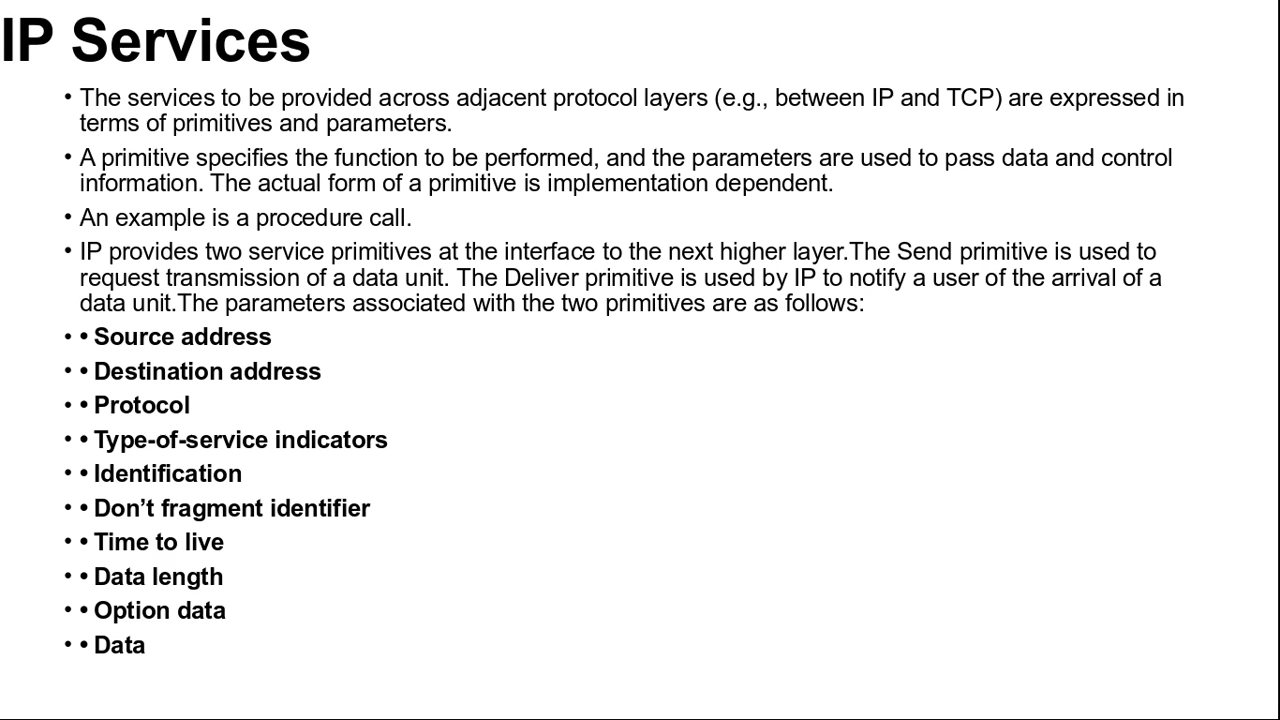 IP Services
• The services to be provided across adjacent protocol layers (e.g., between IP and TCP) are expressed in
terms of primitives and parameters.
• A primitive specifies the function to be performed, and the parameters are used to pass data and control
information. The actual form of a primitive is implementation dependent.
• An example is a procedure call.
• IP provides two service primitives at the interface to the next higher layer.The Send primitive is used to
request transmission of a data unit. The Deliver primitive is used by IP to notify a user of the arrival of a
data unit.The parameters associated with the two primitives are as follows:
• • Source address
• • Destination address
• • Protocol
• • Type-of-service indicators
• • Identification
• • Don’t fragment identifier
• • Time to live
• • Data length
• • Option data
• • Data